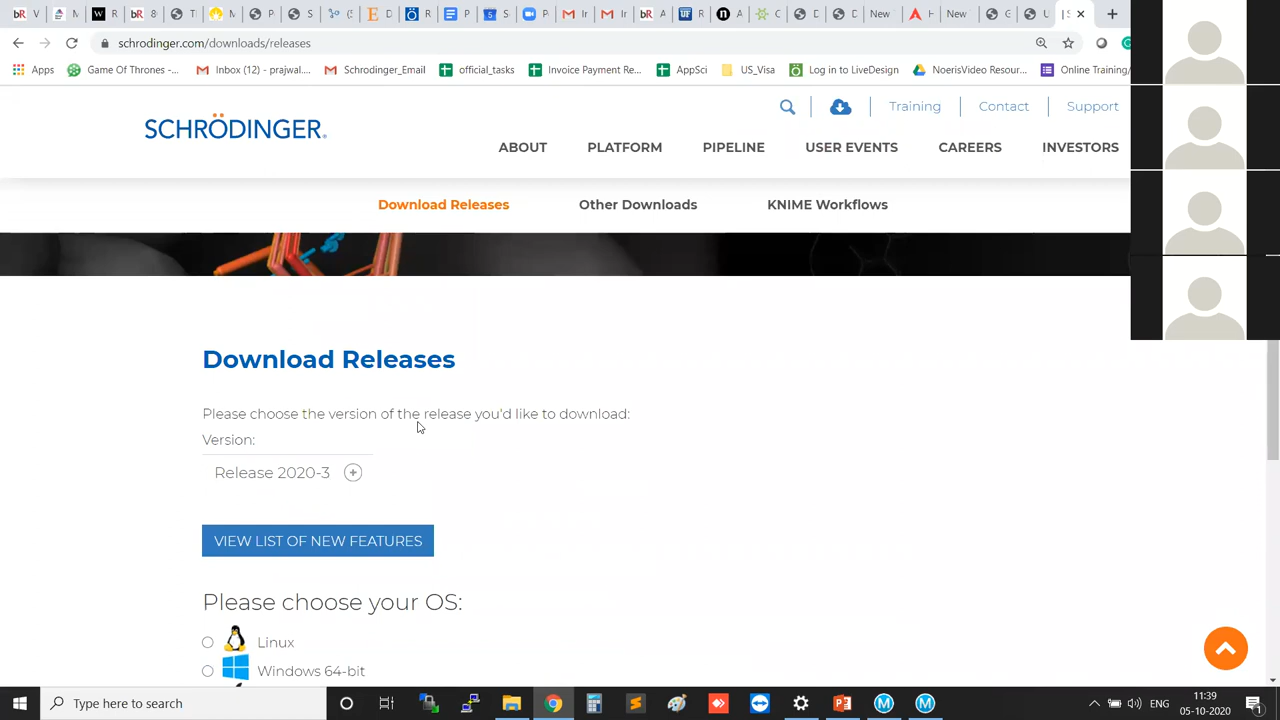 schrodinger.com/downloads/releases
Apps
Game Of Thrones -...
Inbox (12) - prajwal....
Schrodinger_Email
official_tasks
Invoice Payment Re...
AppSci
US_Visa
Log in to LiveDesign
NoerisVideo Resour...
Online Training/
SCHRÖDINGER.
Training
Contact
Support
ABOUT
PLATFORM
PIPELINE
USER EVENTS
CAREERS
INVESTORS
Download Releases
Other Downloads
KNIME Workflows
Download Releases
Please choose the version of the release you'd like to download:
Version:
Release 2020-3
VIEW LIST OF NEW FEATURES
Please choose your OS:
Linux
Windows 64-bit
Type here to search
ENG
11:39
05-10-2020